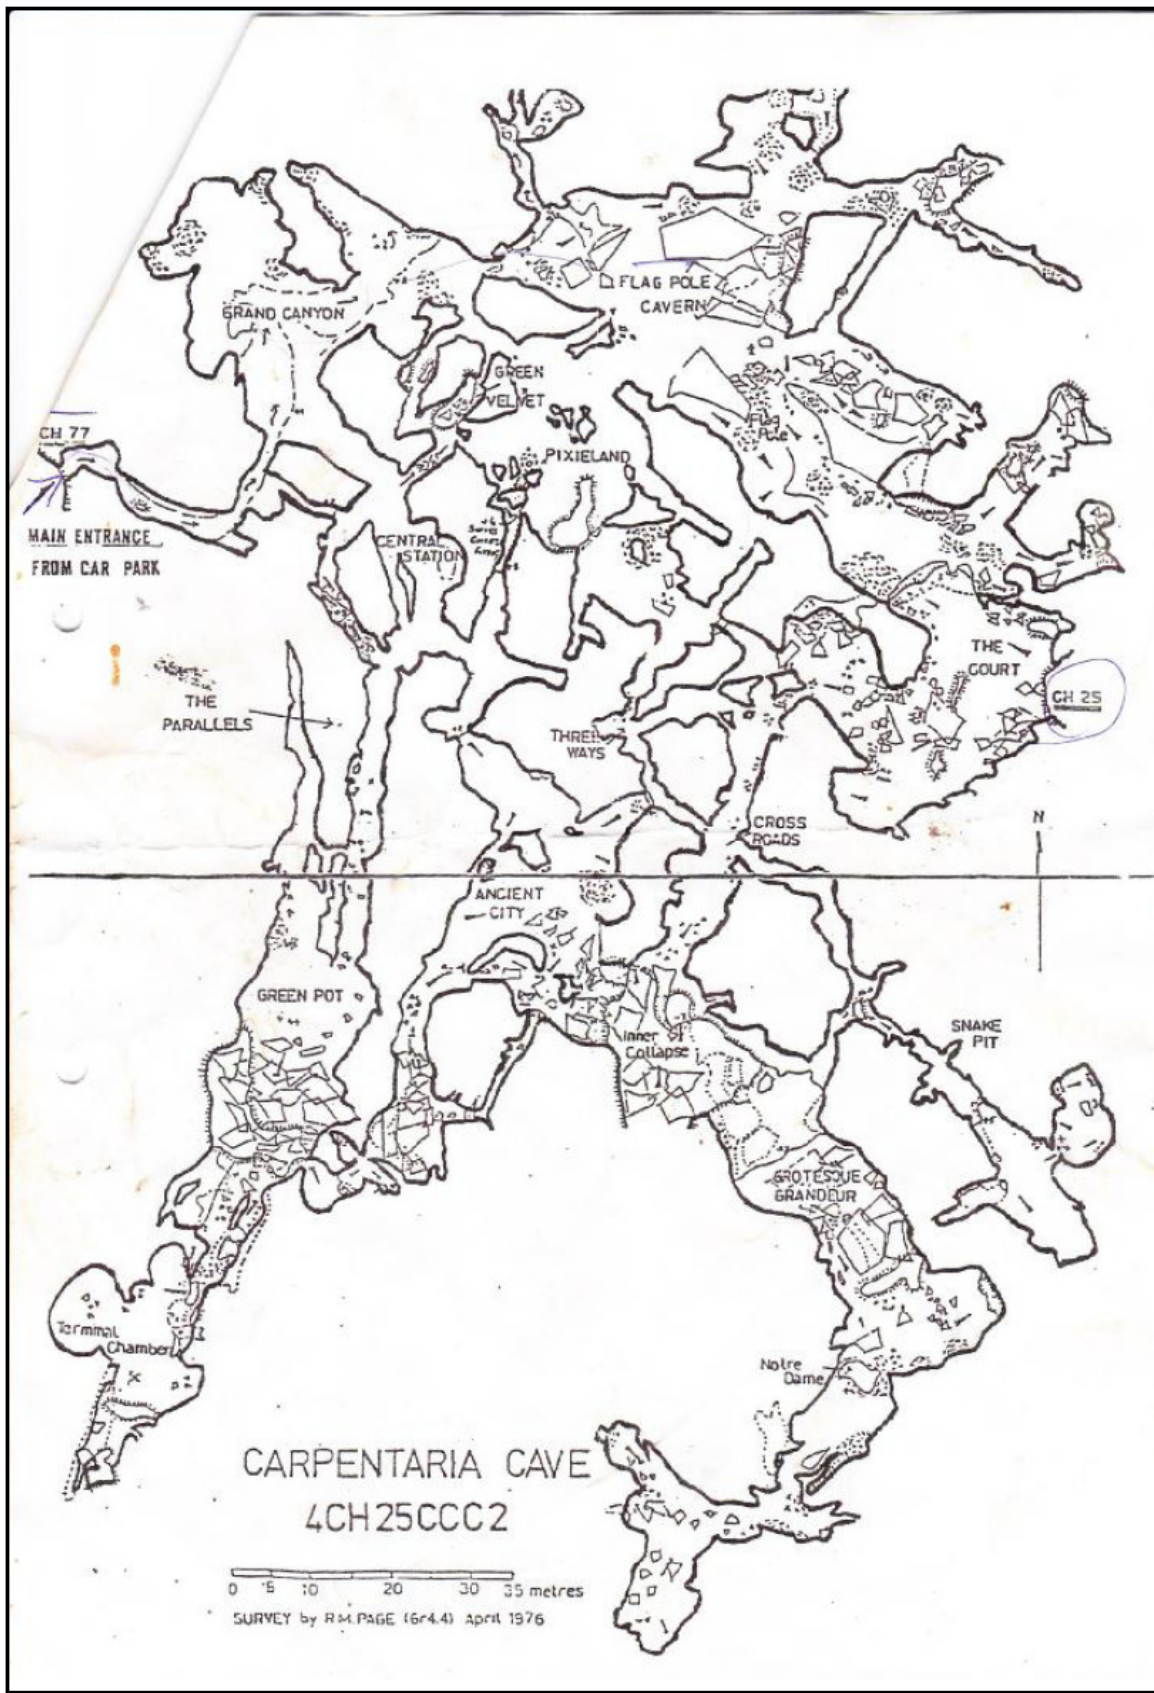 FLAG POLE
CAVERN
GRAND CANYON
GREEN
VELVET
Flag
Pole
CH 77
PIXIELAND
MAIN ENTRANCE
FROM CAR PARK
CENTRAL
STATION
THE
COURT
CH 25
THE
PARALLELS
THREE
WAYS
CROSS
ROADS
N
ANCIENT
CITY
GREEN POT
Inner
Collapse
SNAKE
PIT
GROTESQUE
GRANDEUR
Terminal
Chamber
Notre
Dame
CARPENTARIA CAVE
4CH25CCC2
0 5 10 20 30 35 metres
SURVEY by R.M. PAGE (Gr4.4) April 1976